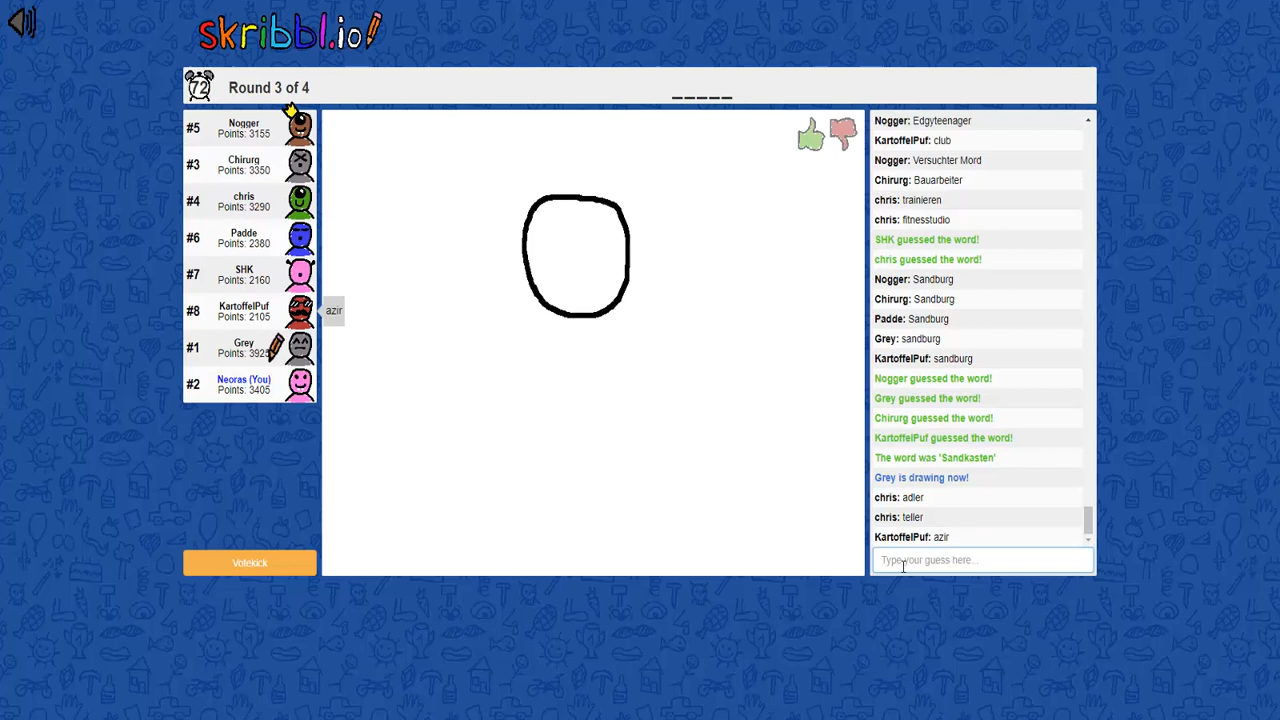 skribbl.io
72
Round 3 of 4
_ _ _ _ _
#5
Nogger
Points: 3155
#3
Chirurg
Points: 3350
#4
chris
Points: 3290
#6
Padde
Points: 2380
#7
SHK
Points: 2160
#8
KartoffelPuf
Points: 2105
azir
#1
Grey
Points: 3925
#2
Neoras (You)
Points: 3405
Votekick
Nogger: Edgyteenager
KartoffelPuf: club
Nogger: Versuchter Mord
Chirurg: Bauarbeiter
chris: trainieren
chris: fitnesstudio
SHK guessed the word!
chris guessed the word!
Nogger: Sandburg
Chirurg: Sandburg
Padde: Sandburg
Grey: sandburg
KartoffelPuf: sandburg
Nogger guessed the word!
Grey guessed the word!
Chirurg guessed the word!
KartoffelPuf guessed the word!
The word was 'Sandkasten'
Grey is drawing now!
chris: adler
chris: teller
KartoffelPuf: azir
Type your guess here...